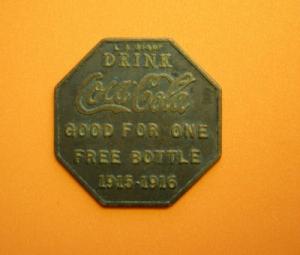 DRINK
Coca-Cola
GOOD FOR ONE
FREE BOTTLE
1915-1916